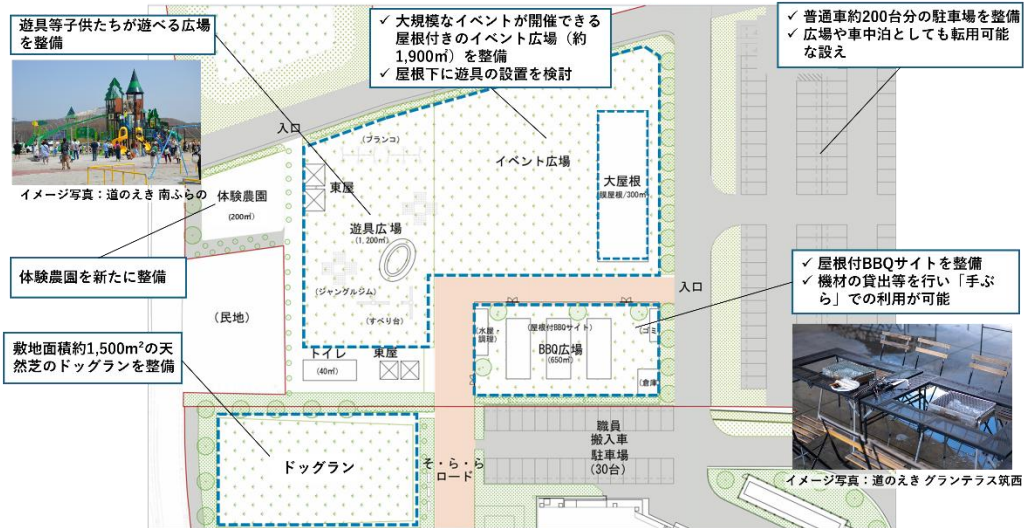 遊具等子供たちが遊べる広場
を整備
✓ 大規模なイベントが開催できる
屋根付きのイベント広場（約
1,900㎡）を整備
✓ 屋根下に遊具の設置を検討
✓ 普通車約200台分の駐車場を整備
✓ 広場や車中泊としても転用可能
な設え
イメージ写真：道のえき 南ふらの
入口
（ブランコ）
イベント広場
大屋根
（膜屋根/300㎡）
東屋
体験農園
（200㎡）
遊具広場
（1,200㎡）
体験農園を新たに整備
（ジャングルジム）
（すべり台）
（民地）
入口
✓ 屋根付BBQサイトを整備
✓ 機材の貸出等を行い「手ぶ
ら」での利用が可能
（水屋・
調理）
（屋根付BBQサイト）
（ゴミ）
BBQ広場
（650㎡）
（倉庫）
トイレ
（40㎡）
東屋
敷地面積約1,500m²の天
然芝のドッグランを整備
ドッグラン
そ・ら・ら
ロード
職員
搬入車
駐車場
（30台）
イメージ写真：道のえき グランテラス筑西